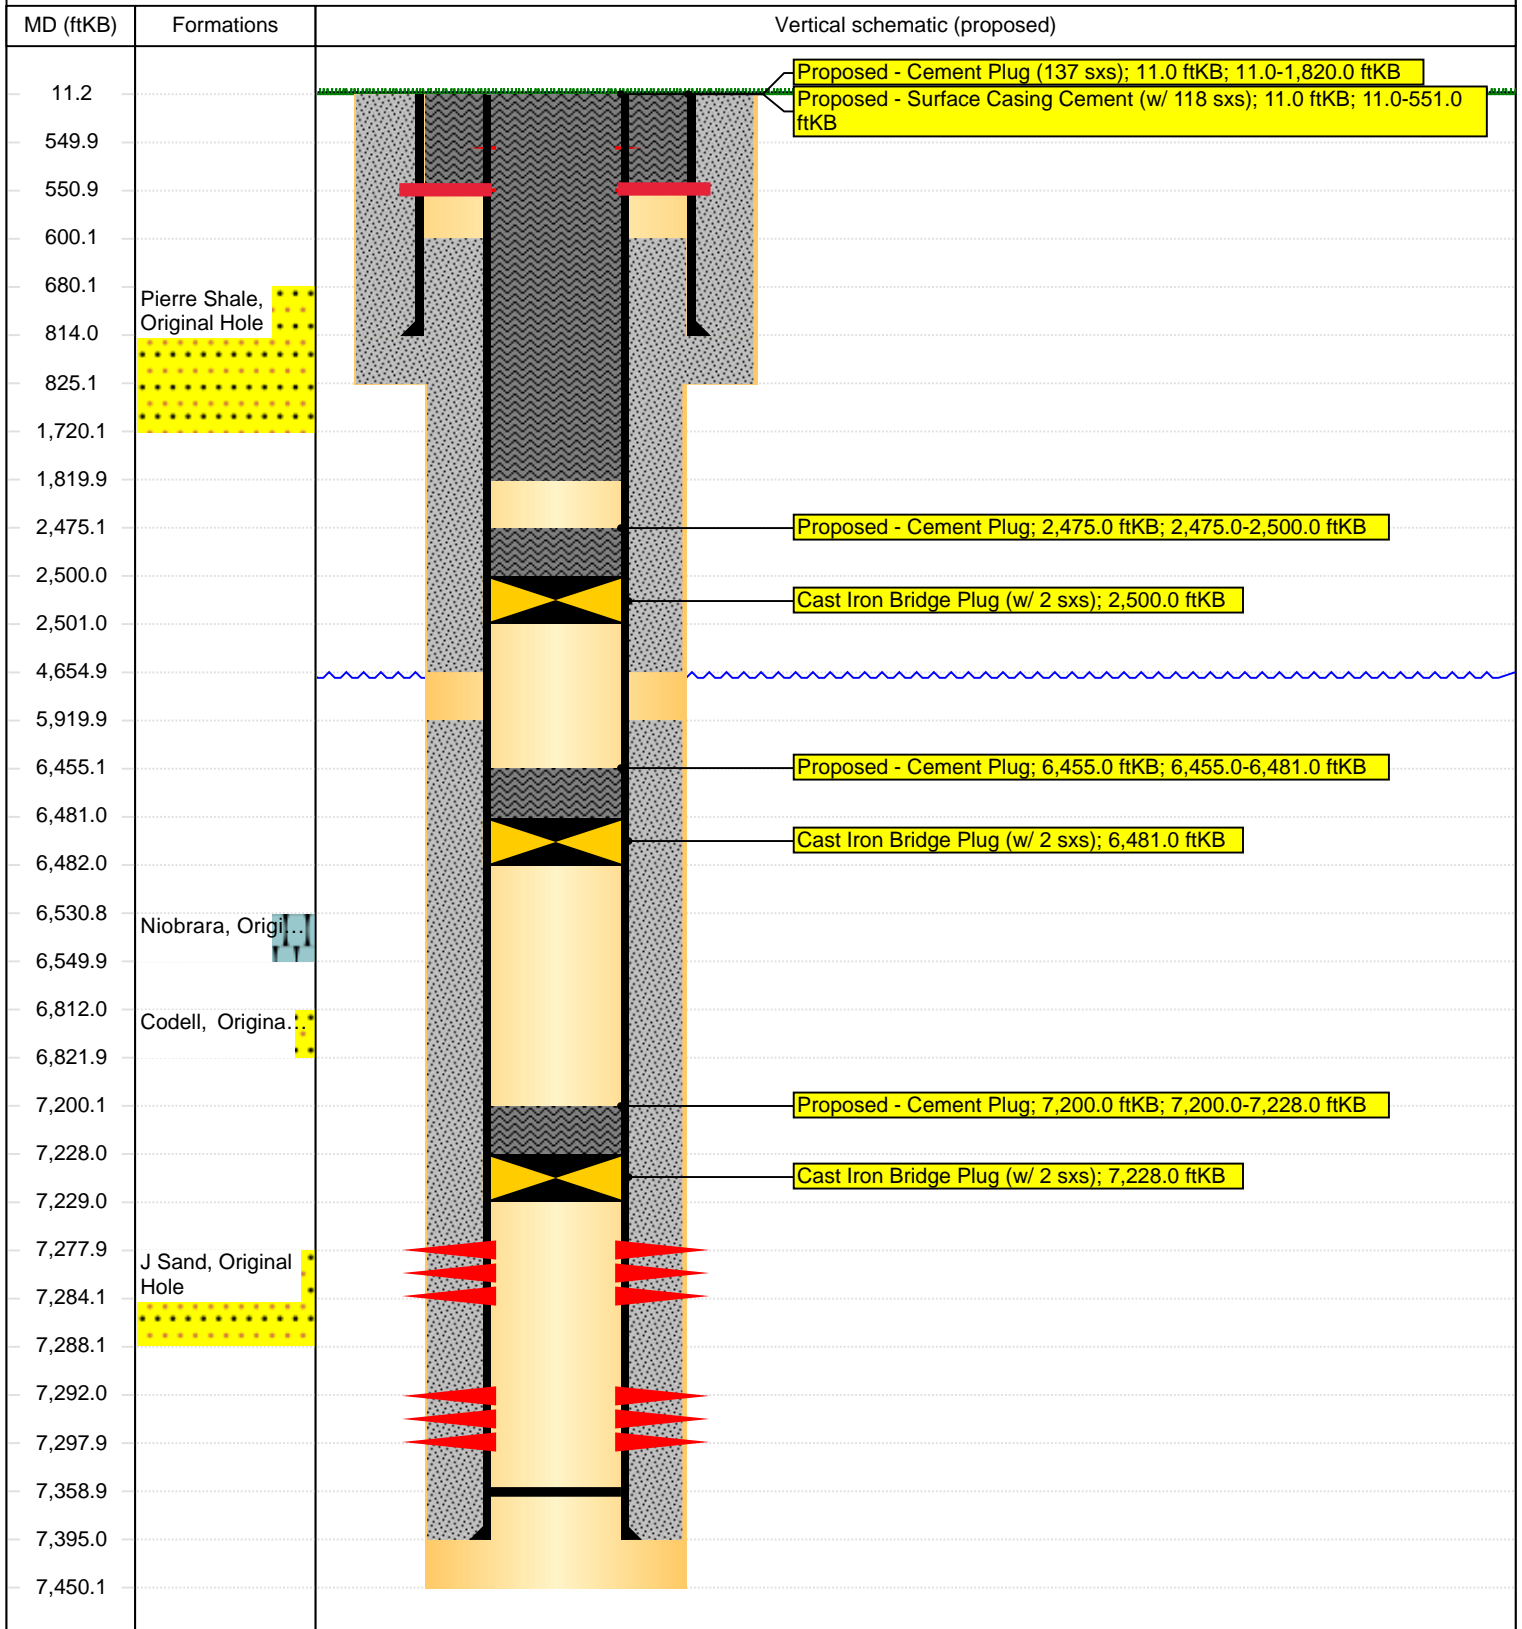 MD (ftKB)
Formations
Vertical schematic (proposed)
Proposed - Cement Plug (137 sxs); 11.0 ftKB; 11.0-1,820.0 ftKB
11.2
Proposed - Surface Casing Cement (w/ 118 sxs); 11.0 ftKB; 11.0-551.0
ftKB
549.9
550.9
600.1
680.1
Pierre Shale,
Original Hole
814.0
825.1
1,720.1
1,819.9
2,475.1
Proposed - Cement Plug; 2,475.0 ftKB; 2,475.0-2,500.0 ftKB
2,500.0
Cast Iron Bridge Plug (w/ 2 sxs); 2,500.0 ftKB
2,501.0
4,654.9
5,919.9
6,455.1
Proposed - Cement Plug; 6,455.0 ftKB; 6,455.0-6,481.0 ftKB
6,481.0
Cast Iron Bridge Plug (w/ 2 sxs); 6,481.0 ftKB
6,482.0
6,530.8
Niobrara, Origi...
6,549.9
6,812.0
Codell, Origina...
6,821.9
7,200.1
Proposed - Cement Plug; 7,200.0 ftKB; 7,200.0-7,228.0 ftKB
7,228.0
Cast Iron Bridge Plug (w/ 2 sxs); 7,228.0 ftKB
7,229.0
7,277.9
J Sand, Original
Hole
7,284.1
7,288.1
7,292.0
7,297.9
7,358.9
7,395.0
7,450.1